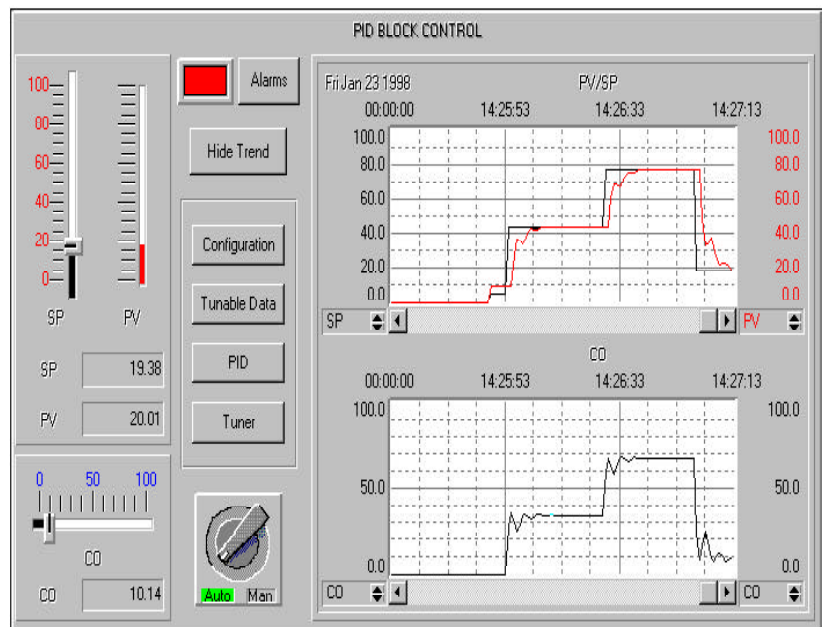 PID BLOCK CONTROL
100
80
60
40
20
0
SP PV
SP 19.38
PV 20.01
0 50 100
CO
CO 10.14
Alarms
Hide Trend
Configuration
Tunable Data
PID
Tuner
Auto Man
Fri Jan 23 1998 PV/SP
00:00:00 14:25:53 14:26:33 14:27:13
100.0 100.0
80.0 80.0
60.0 60.0
40.0 40.0
20.0 20.0
0.0 0.0
SP PV
CO
00:00:00 14:25:53 14:26:33 14:27:13
100.0 100.0
50.0 50.0
0.0 0.0
CO CO